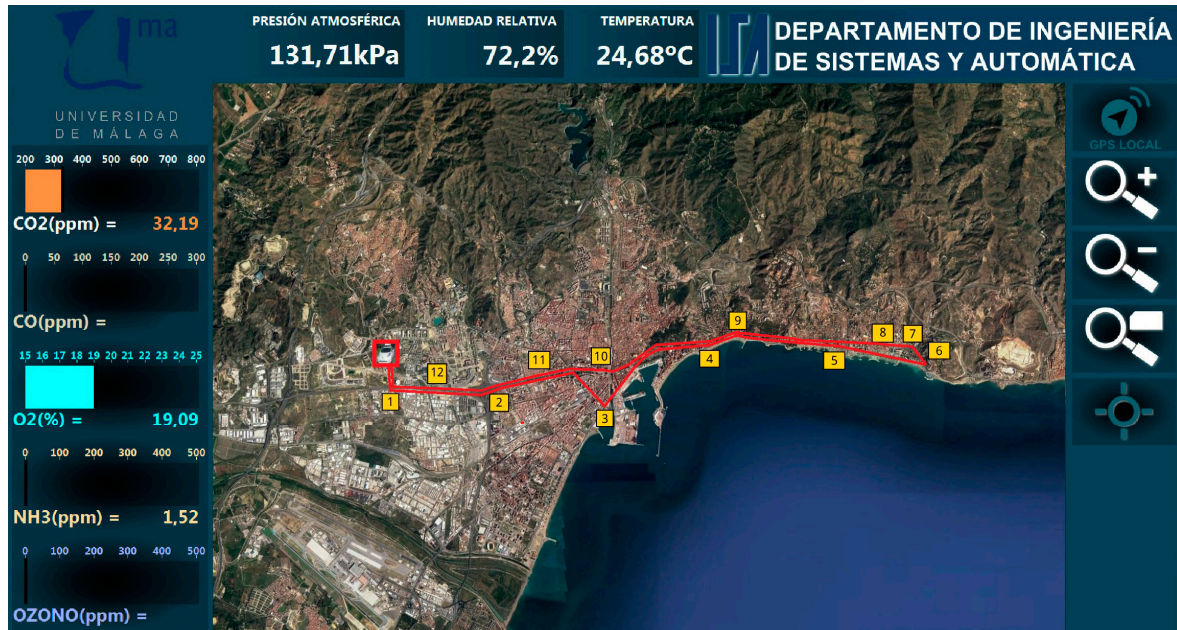 ma
UNIVERSIDAD
DE MÁLAGA
PRESIÓN ATMOSFÉRICA
131,71kPa
HUMEDAD RELATIVA
72,2%
TEMPERATURA
24,68ºC
DEPARTAMENTO DE INGENIERÍA
DE SISTEMAS Y AUTOMÁTICA
200 300 400 500 600 700 800
CO2(ppm) = 32,19
0 50 100 150 200 250 300
CO(ppm) =
15 16 17 18 19 20 21 22 23 24 25
O2(%) = 19,09
0 100 200 300 400 500
NH3(ppm) = 1,52
0 100 200 300 400 500
OZONO(ppm) =
9
8
7
6
5
4
10
11
12
1
2
3
GPS LOCAL